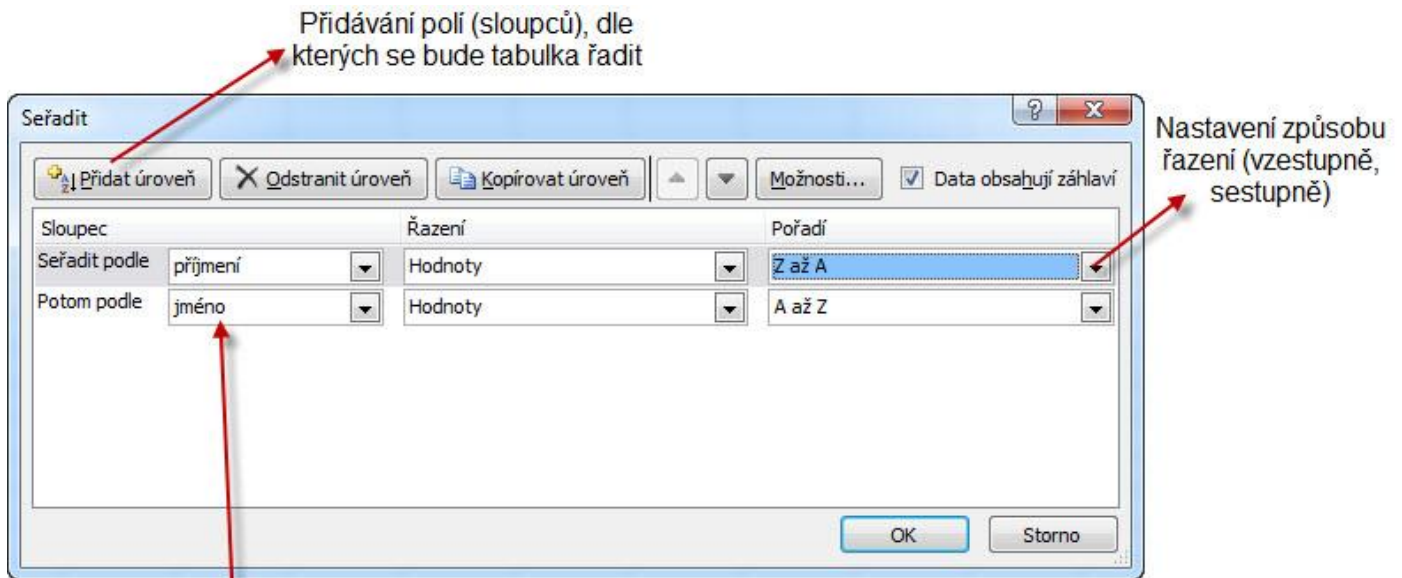 Přidávání polí (sloupců), dle
kterých se bude tabulka řadit
Seřadit
Nastavení způsobu
řazení (vzestupně,
sestupně)
Přidat úroveň Odstranit úroveň Kopírovat úroveň Možnosti... Data obsahují záhlaví
Sloupec Řazení Pořadí
Seřadit podle příjmení Hodnoty Z až A
Potom podle jméno Hodnoty A až Z
OK Storno